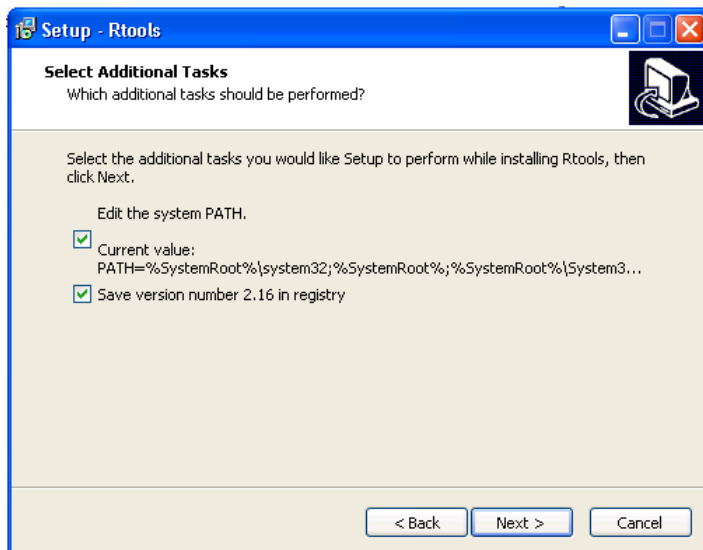 Setup - Rtools
Select Additional Tasks
Which additional tasks should be performed?
Select the additional tasks you would like Setup to perform while installing Rtools, then
click Next.
Edit the system PATH.
Current value:
PATH=%SystemRoot%\system32;%SystemRoot%;%SystemRoot%\System3...
Save version number 2.16 in registry
< Back
Next >
Cancel